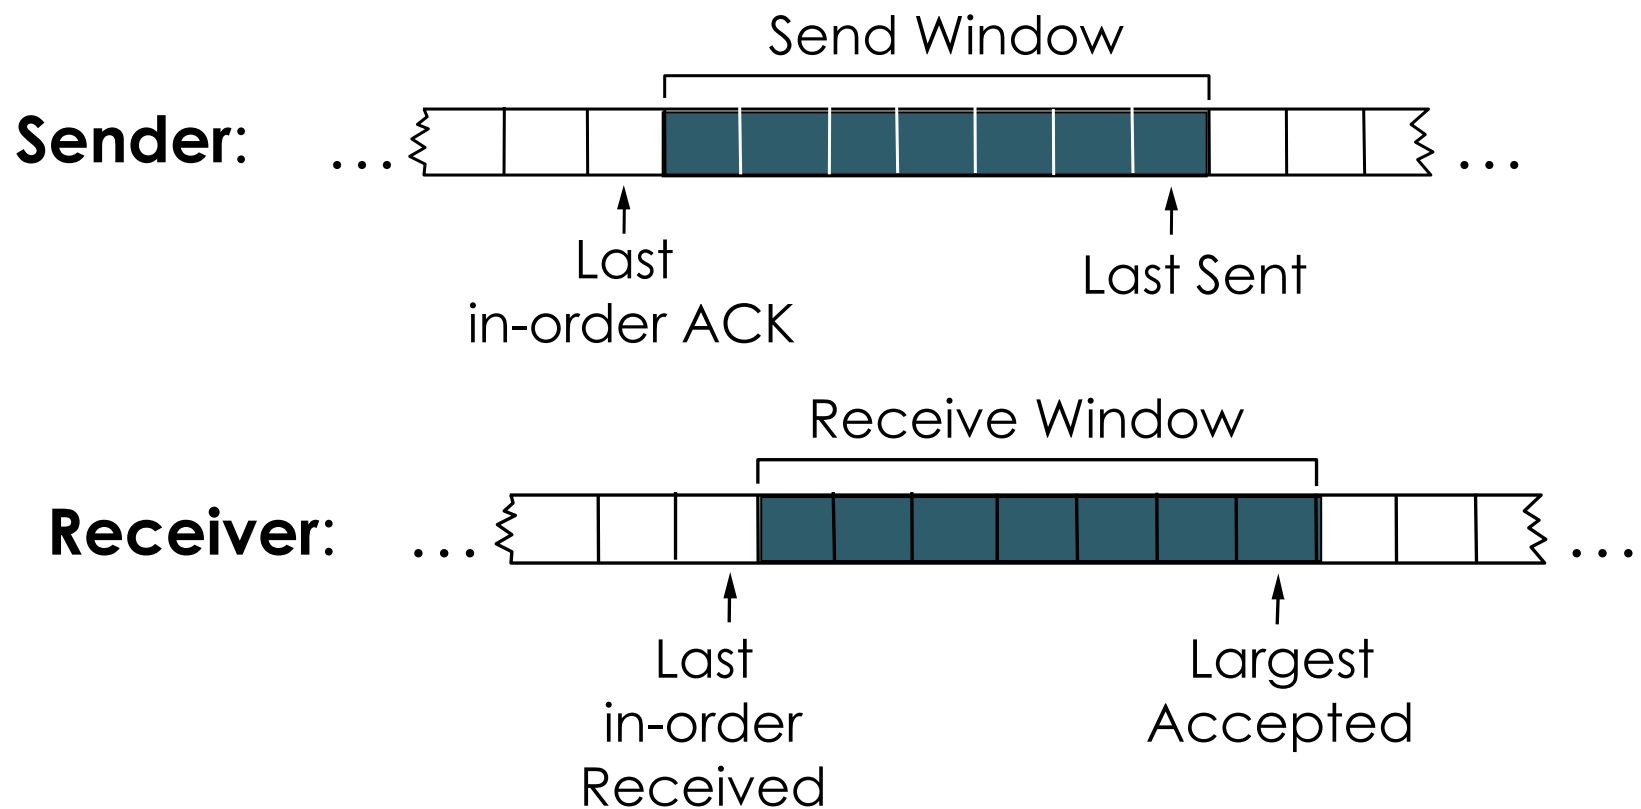 Send Window
Sender: ... ...
Last
in-order ACK
Last Sent
Receive Window
Receiver: ... ...
Last
in-order
Received
Largest
Accepted